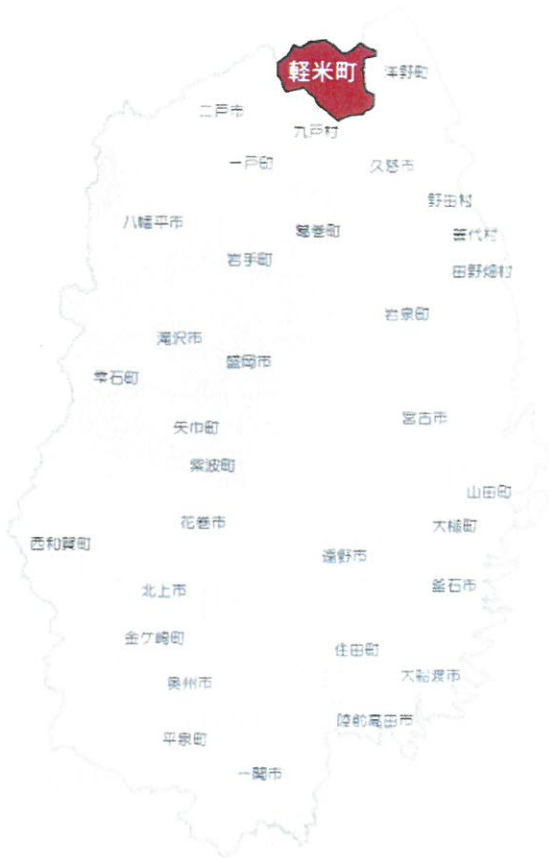 軽米町
洋野町
二戸市
九戸村
一戸町
久慈市
野田村
八幡平市
葛巻町
普代村
岩手町
田野畑村
岩泉町
滝沢市
盛岡市
雫石町
宮古市
矢巾町
紫波町
山田町
花巻市
大槌町
西和賀町
遠野市
釜石市
北上市
金ケ崎町
住田町
大船渡市
奥州市
陸前高田市
平泉町
一関市